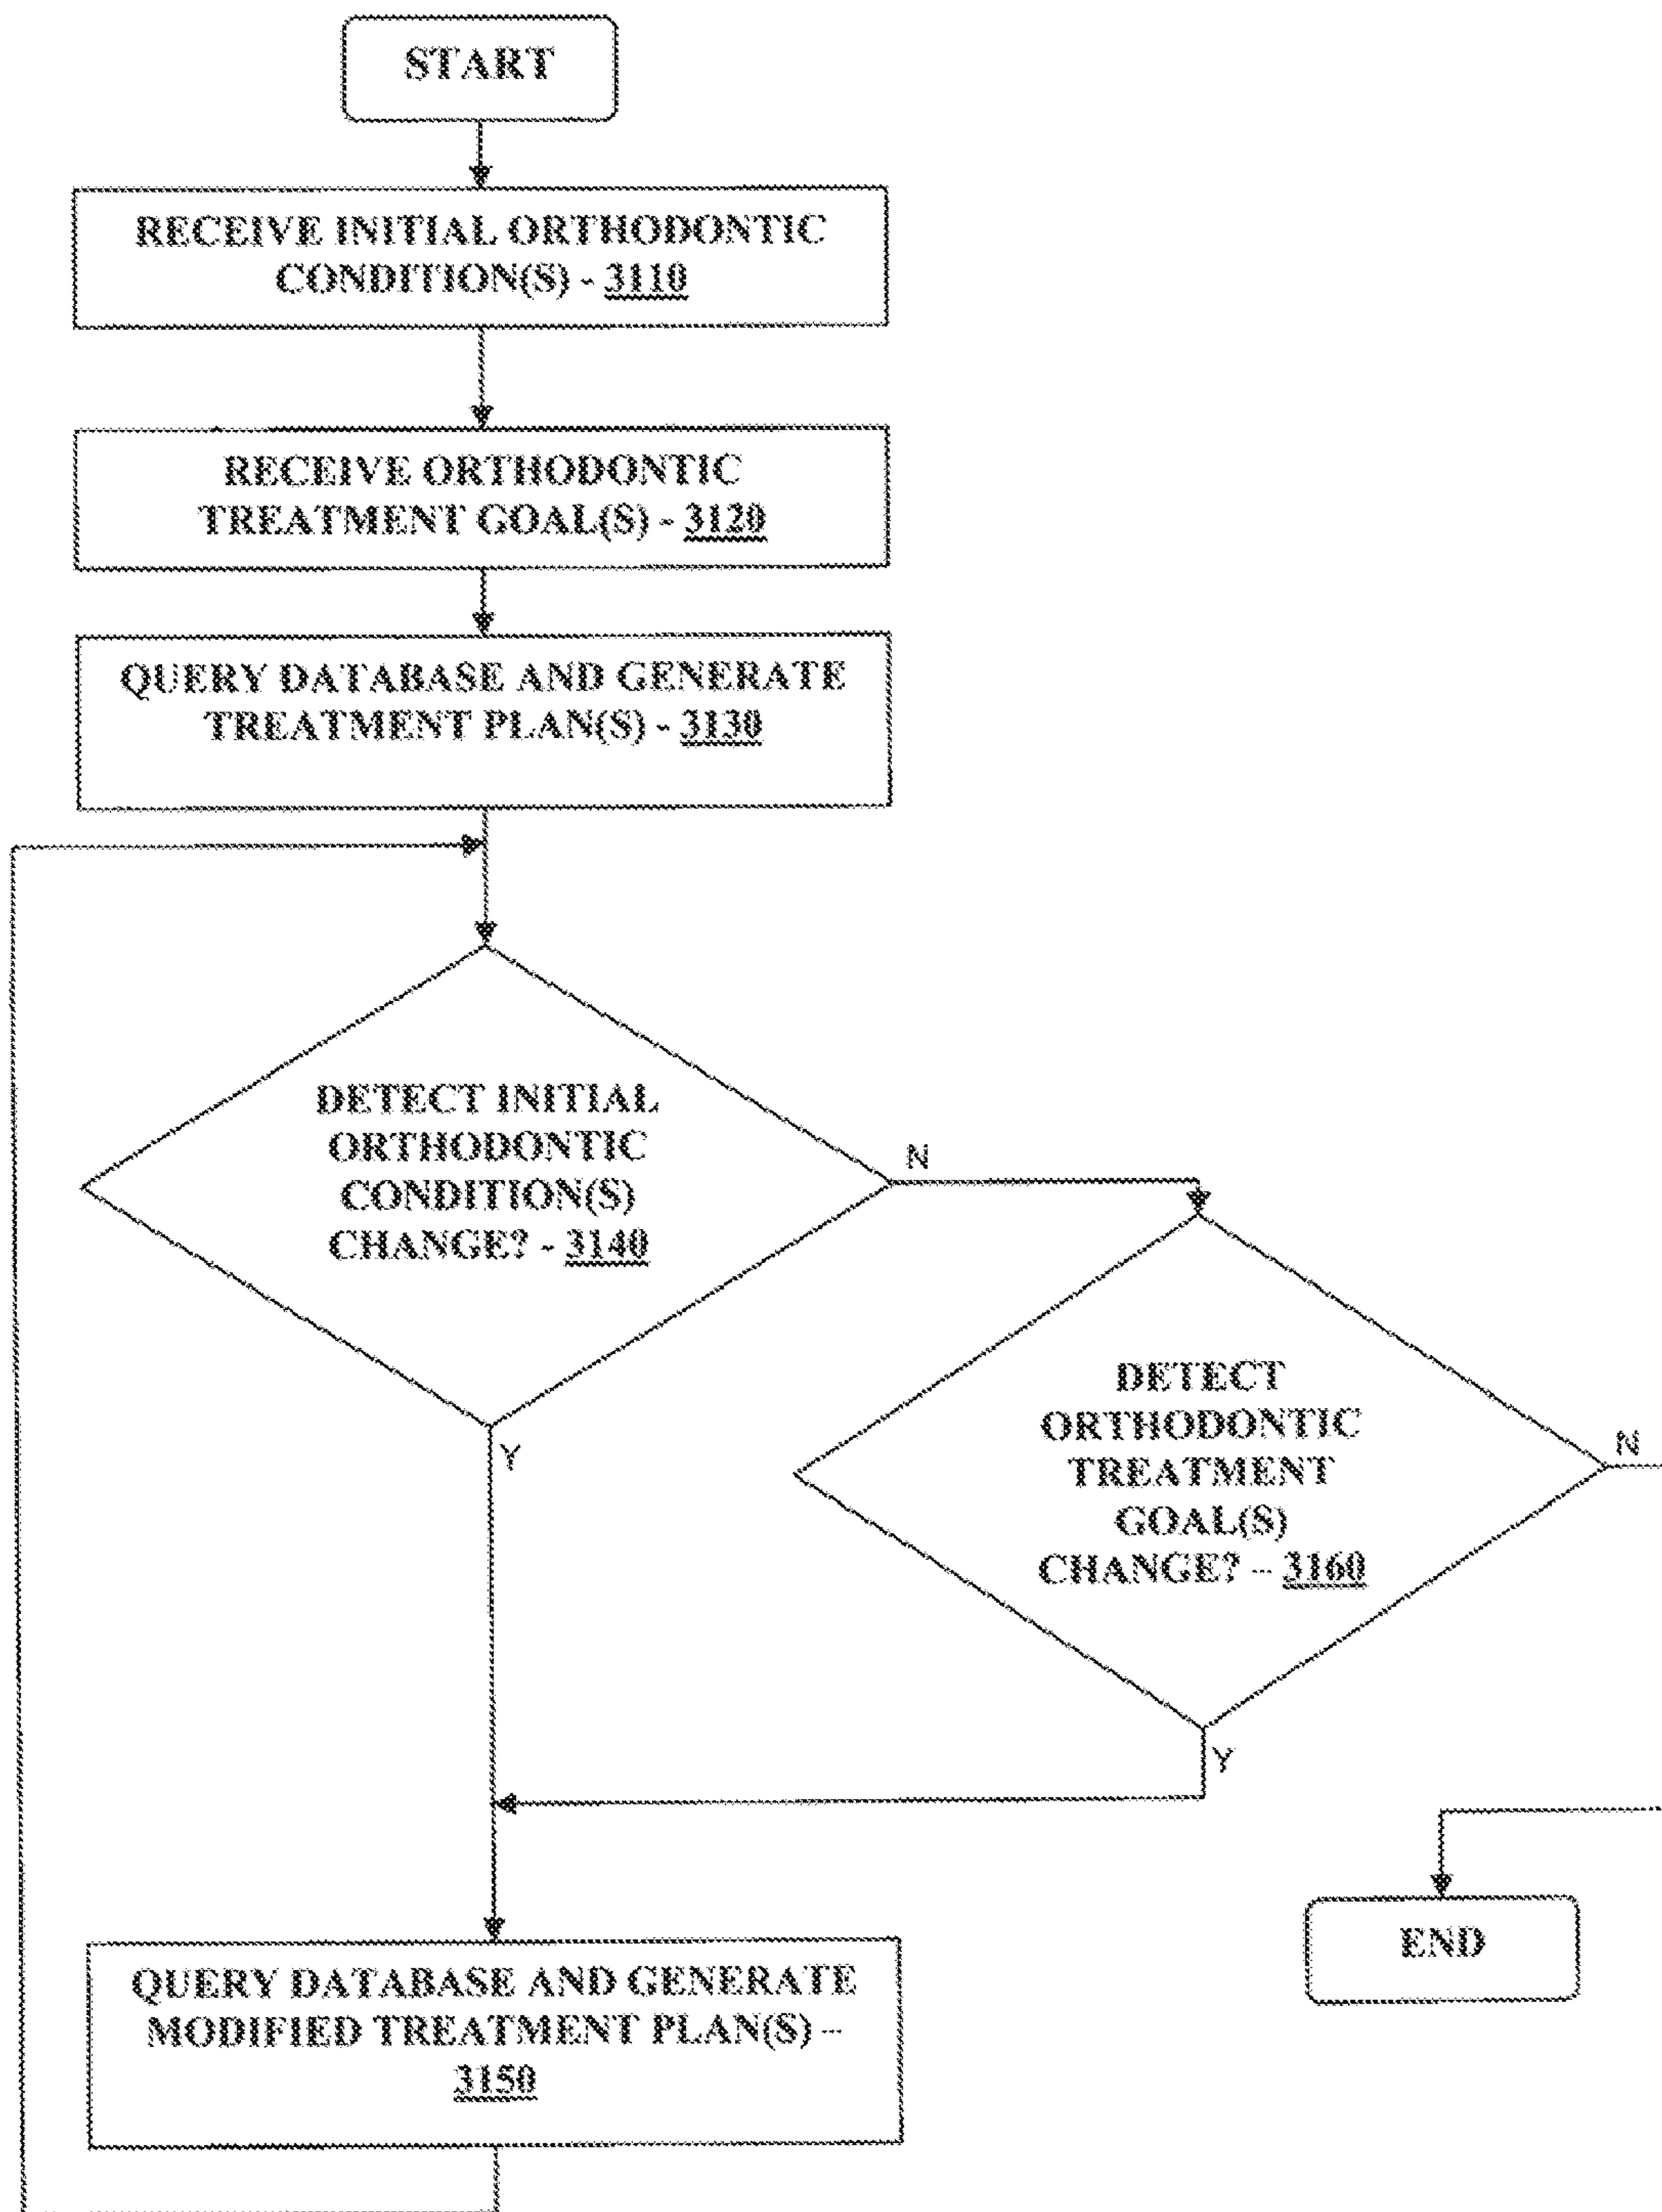 START
RECEIVE INITIAL ORTHODONTIC
CONDITION(S) - 3110
RECEIVE ORTHODONTIC
TREATMENT GOAL(S) - 3120
QUERY DATABASE AND GENERATE
TREATMENT PLAN(S) - 3130
DETECT INITIAL
ORTHODONTIC
CONDITION(S)
CHANGE? - 3140
N
Y
DETECT
ORTHODONTIC
TREATMENT
GOAL(S)
CHANGE? – 3160
N
Y
END
QUERY DATABASE AND GENERATE
MODIFIED TREATMENT PLAN(S) –
3150